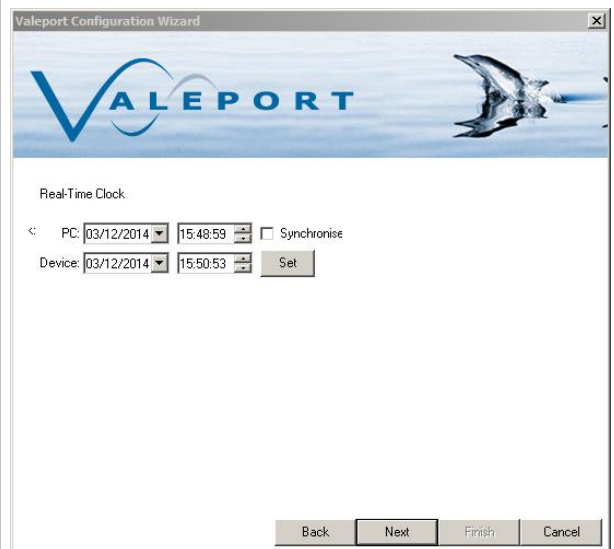 Valeport Configuration Wizard
VALEPORT
Real-Time Clock
<: PC: 03/12/2014 15:48:59 Synchronise
Device: 03/12/2014 15:50:53 Set
Back Next Finish Cancel